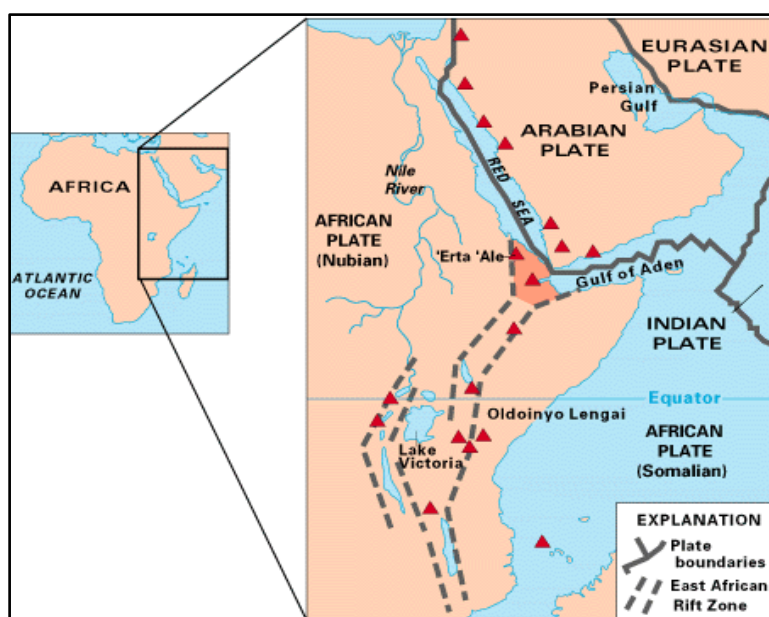 AFRICA
ATLANTIC
OCEAN
EURASIAN
PLATE
Persian
Gulf
ARABIAN
PLATE
RED SEA
Nile
River
AFRICAN
PLATE
(Nubian)
'Erta 'Ale
Gulf of Aden
INDIAN
PLATE
Equator
Oldoinyo Lengai
Lake
Victoria
AFRICAN
PLATE
(Somalian)
EXPLANATION
Plate
boundaries
East African
Rift Zone